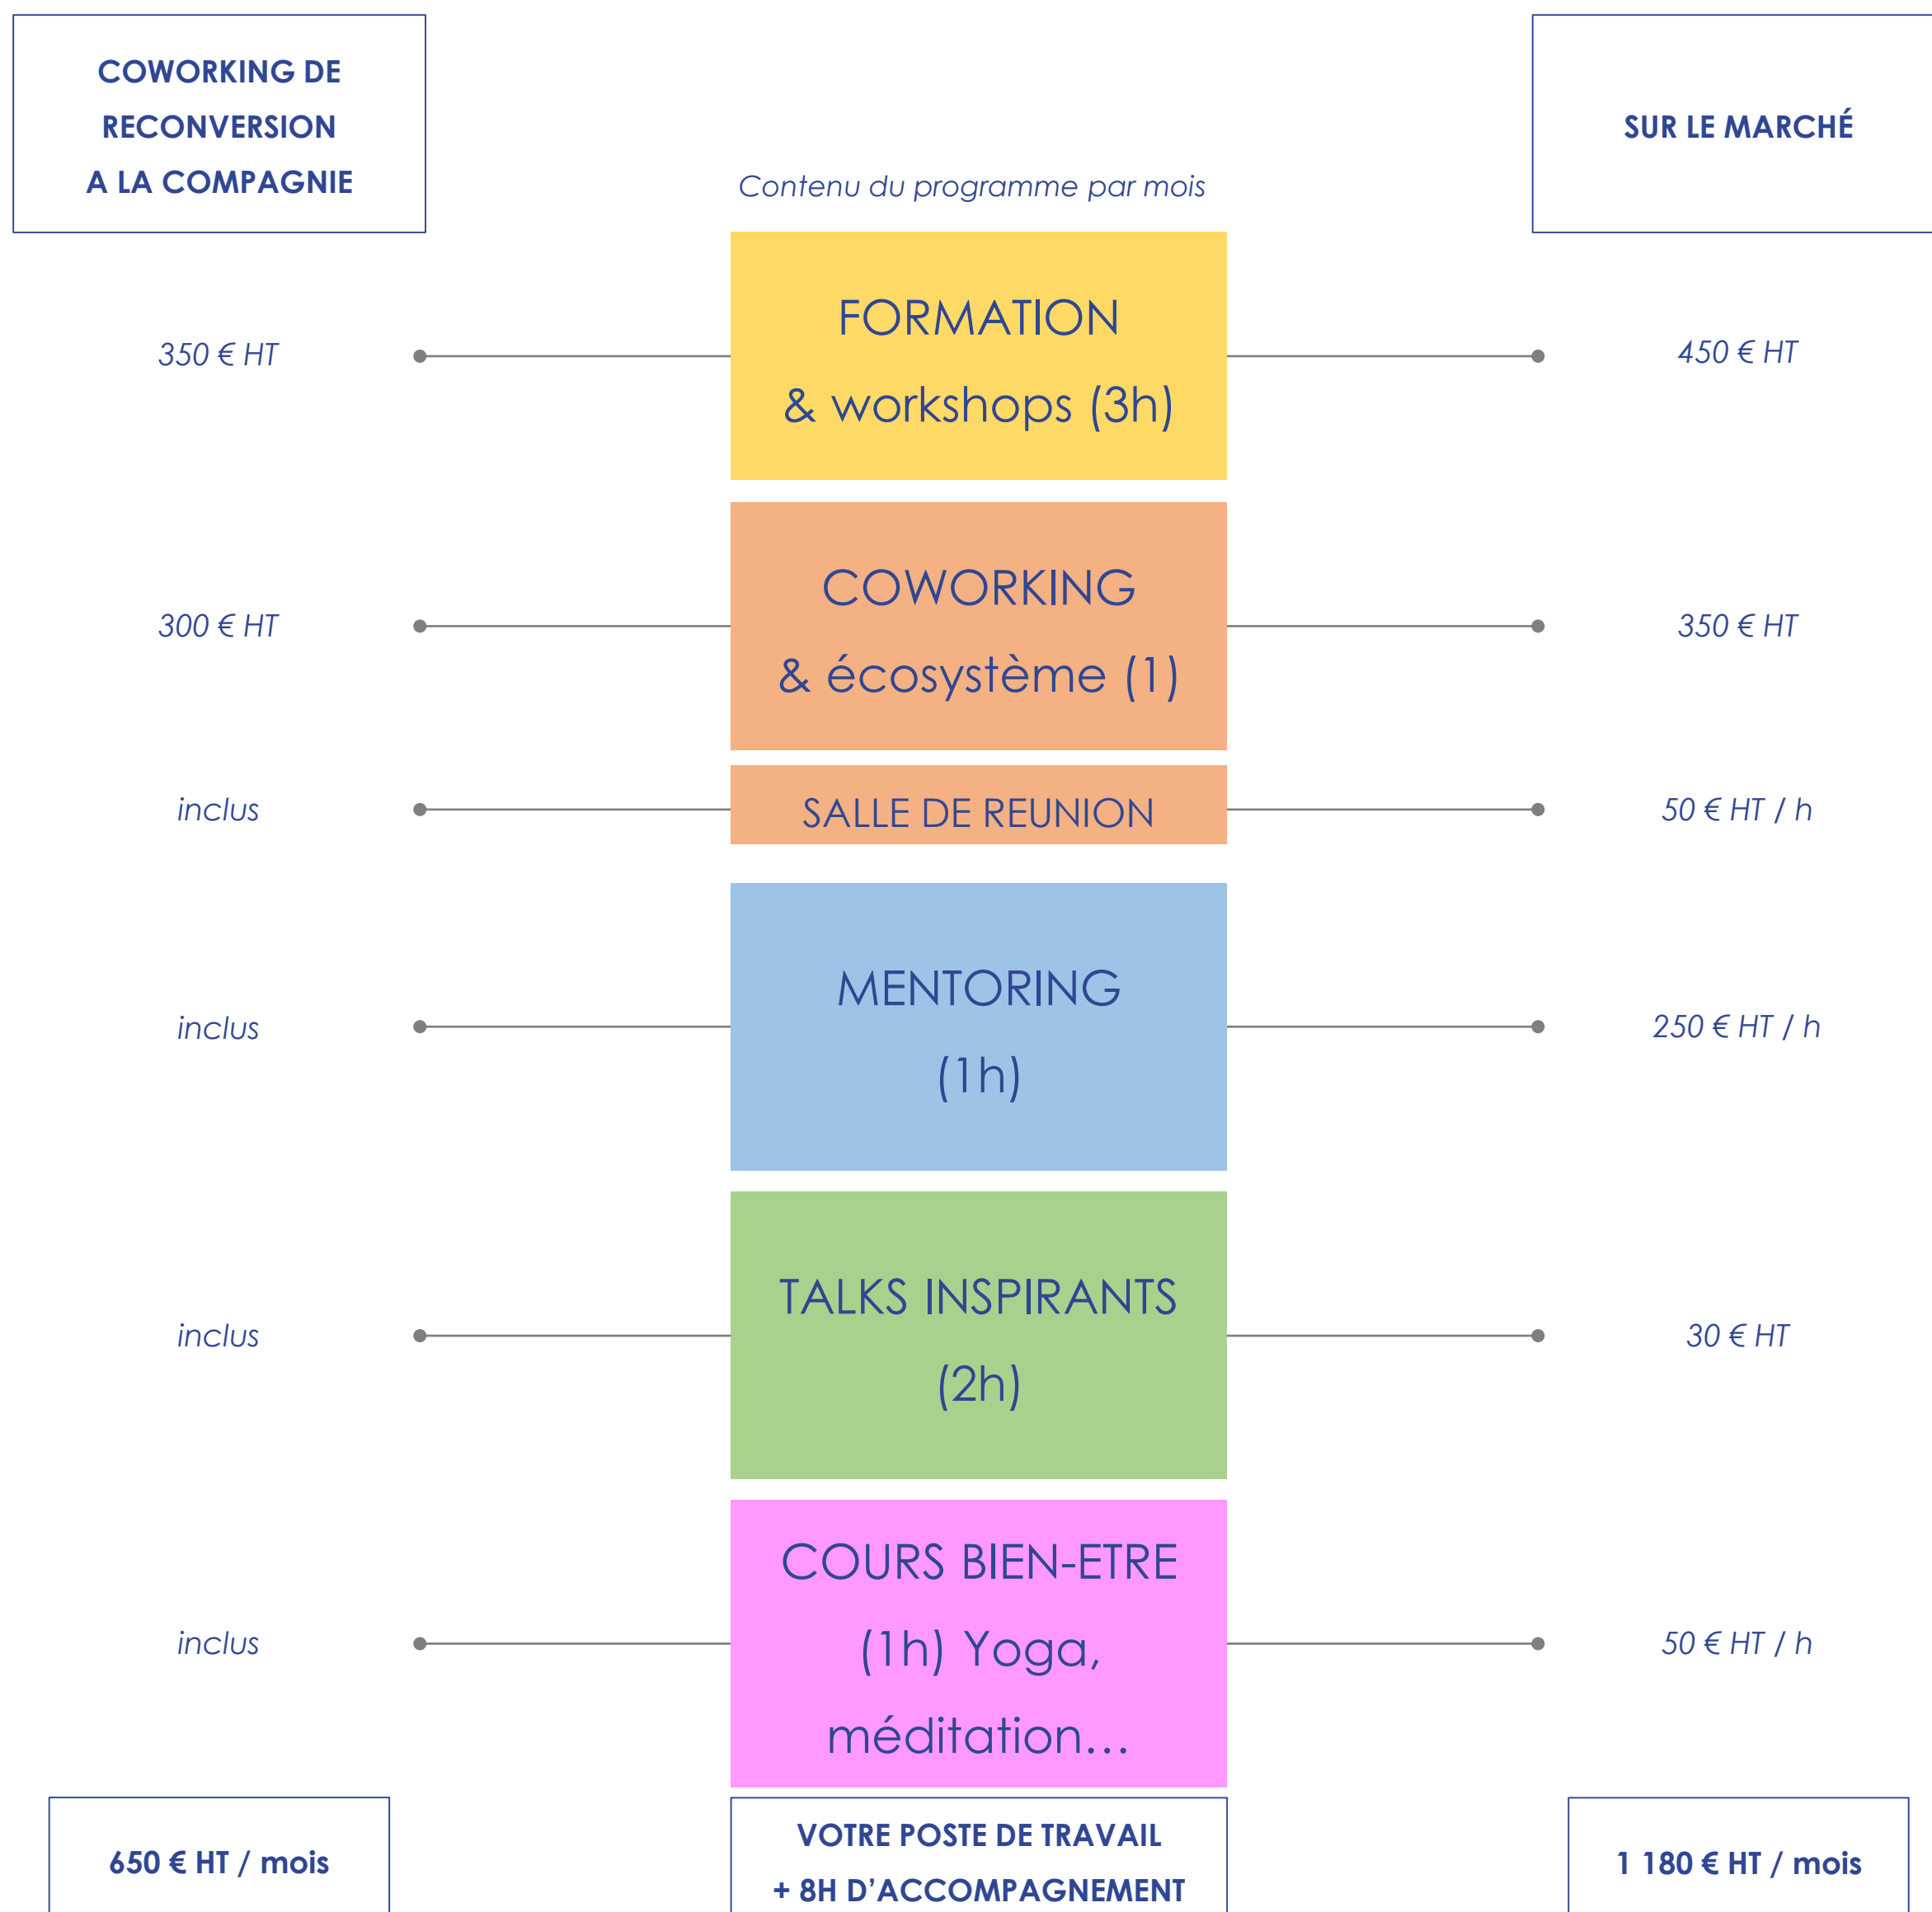 COWORKING DE
RECONVERSION
A LA COMPAGNIE
SUR LE MARCHÉ
Contenu du programme par mois
FORMATION
& workshops (3h)
350 € HT
450 € HT
COWORKING
& écosystème (1)
300 € HT
350 € HT
inclus
SALLE DE REUNION
50 € HT / h
MENTORING
(1h)
inclus
250 € HT / h
TALKS INSPIRANTS
(2h)
inclus
30 € HT
COURS BIEN-ETRE
(1h) Yoga,
méditation…
inclus
50 € HT / h
650 € HT / mois
VOTRE POSTE DE TRAVAIL
+ 8H D’ACCOMPAGNEMENT
1 180 € HT / mois